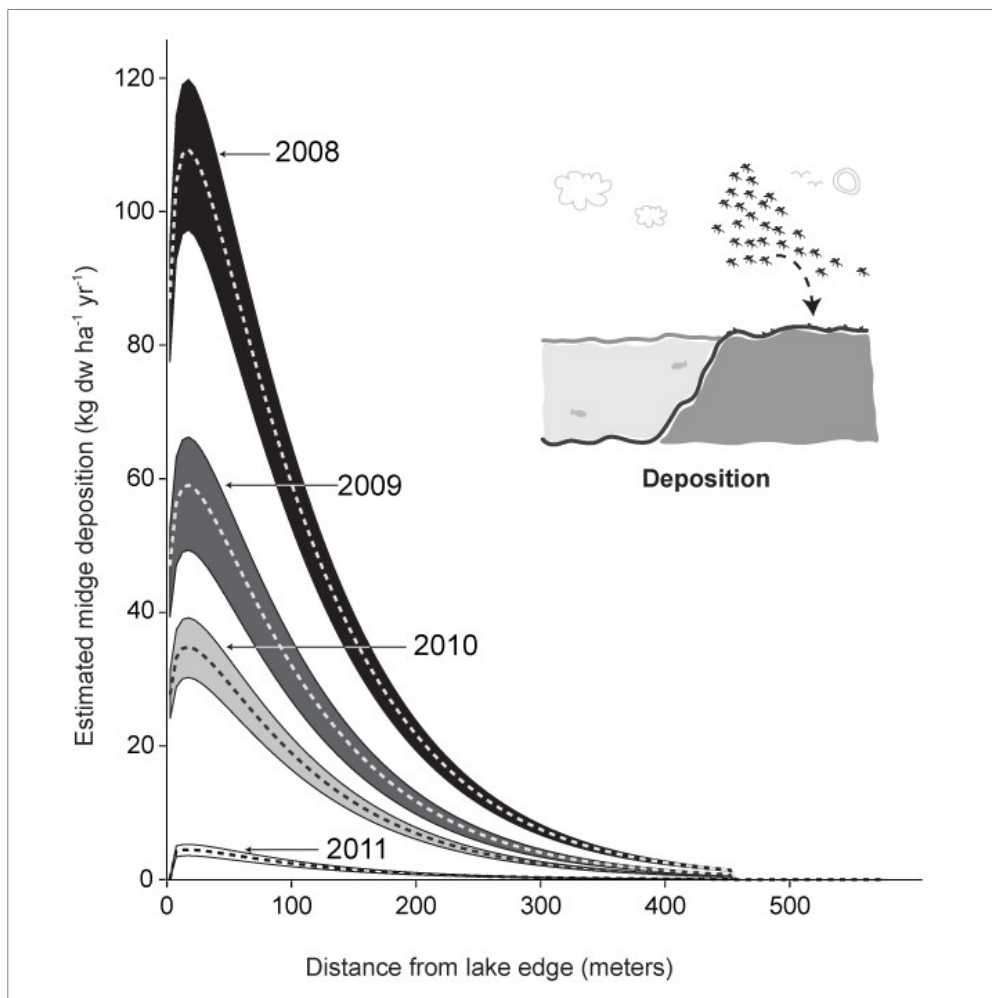 Estimated midge deposition (kg dw ha⁻¹ yr⁻¹)
120
100
80
60
40
20
0
2008
2009
2010
2011
Deposition
0 100 200 300 400 500
Distance from lake edge (meters)